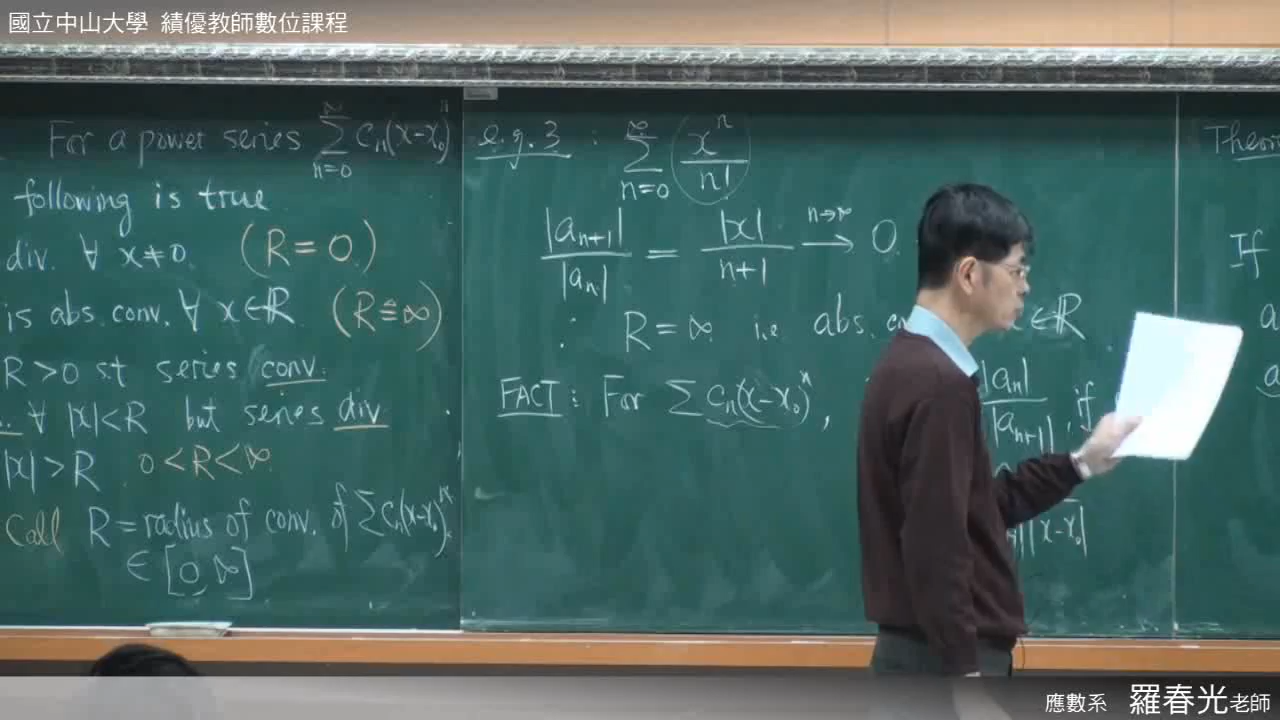 國立中山大學 績優教師數位課程
For a power series ∑_{n=0}^{∞} c_n(x-x_0)^n
following is true
div. ∀ x≠0. (R=0.)
is abs. conv. ∀ x∈ℝ (R≙∞)
R>0 s.t. series conv.
∀ |x|<R but series div
|x|>R 0<R<∞.
Call R=radius of conv. of ∑c_n(x-x_0)^n
∈[0,∞]
e.g.3 : ∑_{n=0}^{∞} x^n/n!
|a_{n+1}|/|a_n| = |x|/(n+1) —n→∞→ 0.
∴ R=∞ i.e. abs. x∈ℝ
FACT : For ∑c_n(x-x_0)^n,
|a_n|/|a_{n+1}|, if
||x-x_0|
If
應數系 羅春光老師